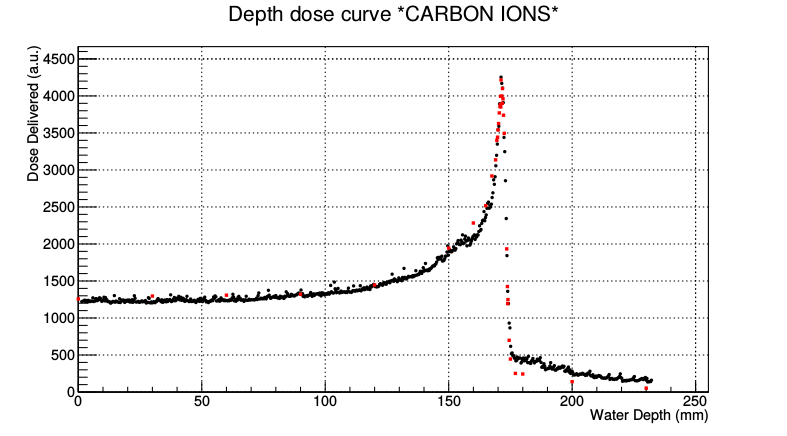 Depth dose curve *CARBON IONS*
Dose Delivered (a.u.)
4500
4000
3500
3000
2500
2000
1500
1000
500
0
0 50 100 150 200 250
Water Depth (mm)